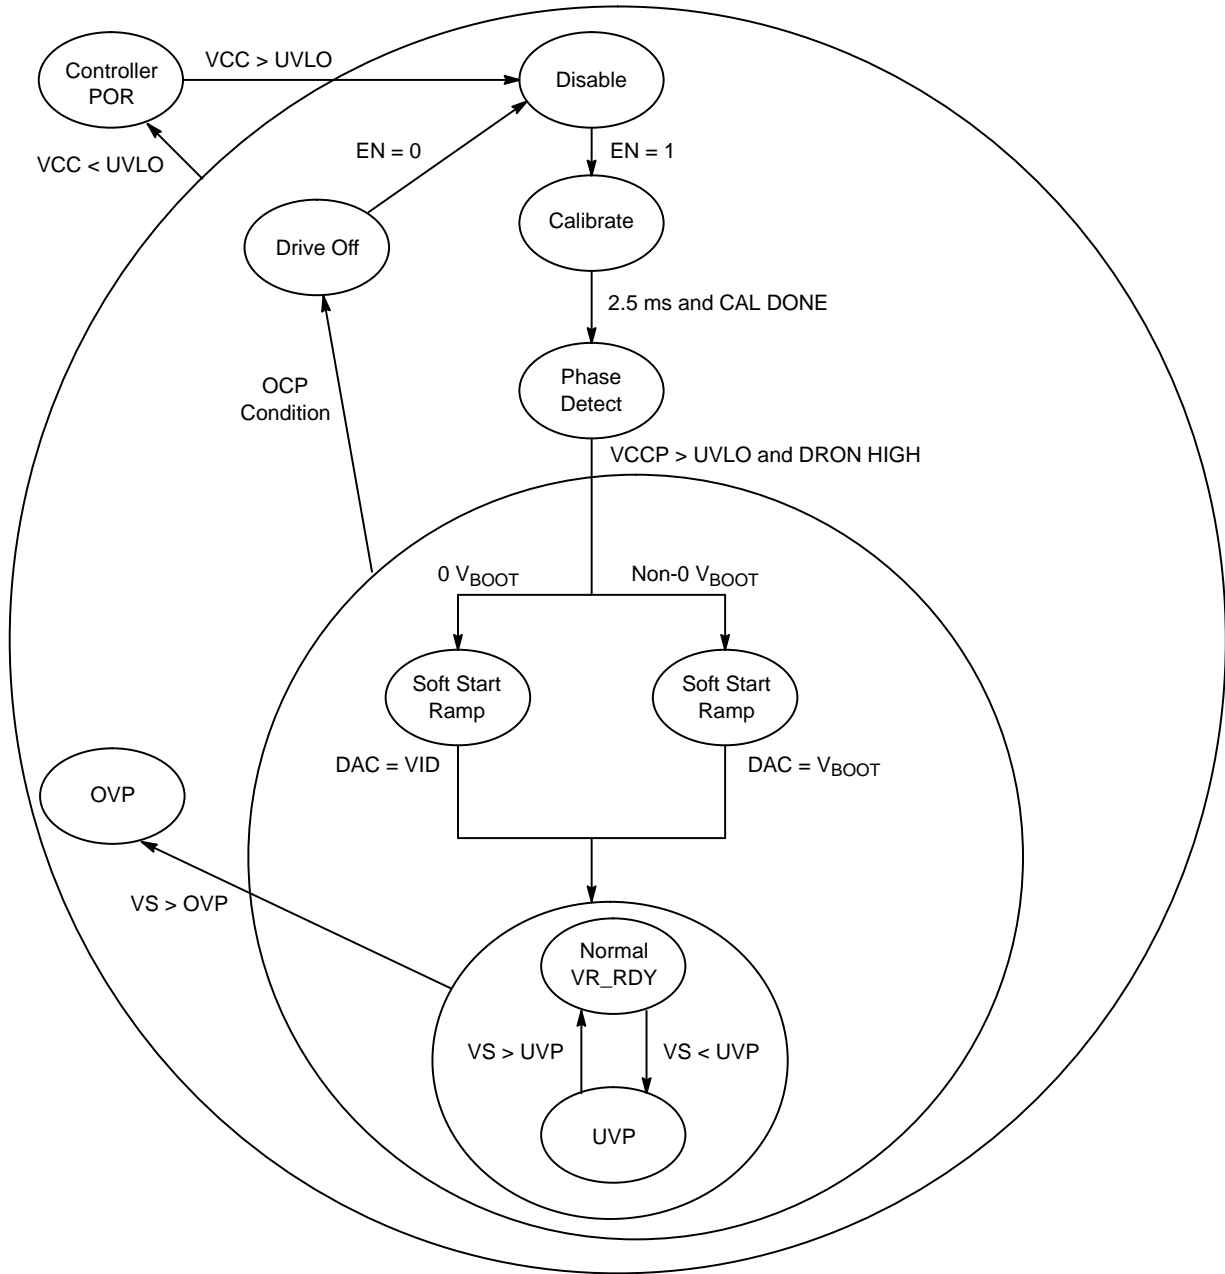 Controller
POR
VCC > UVLO
Disable
VCC < UVLO
EN = 0
EN = 1
Drive Off
Calibrate
2.5 ms and CAL DONE
Phase
Detect
OCP
Condition
VCCP > UVLO and DRON HIGH
0 VBOOT
Non-0 VBOOT
Soft Start
Ramp
Soft Start
Ramp
DAC = VID
DAC = VBOOT
OVP
VS > OVP
Normal
VR_RDY
VS > UVP
VS < UVP
UVP